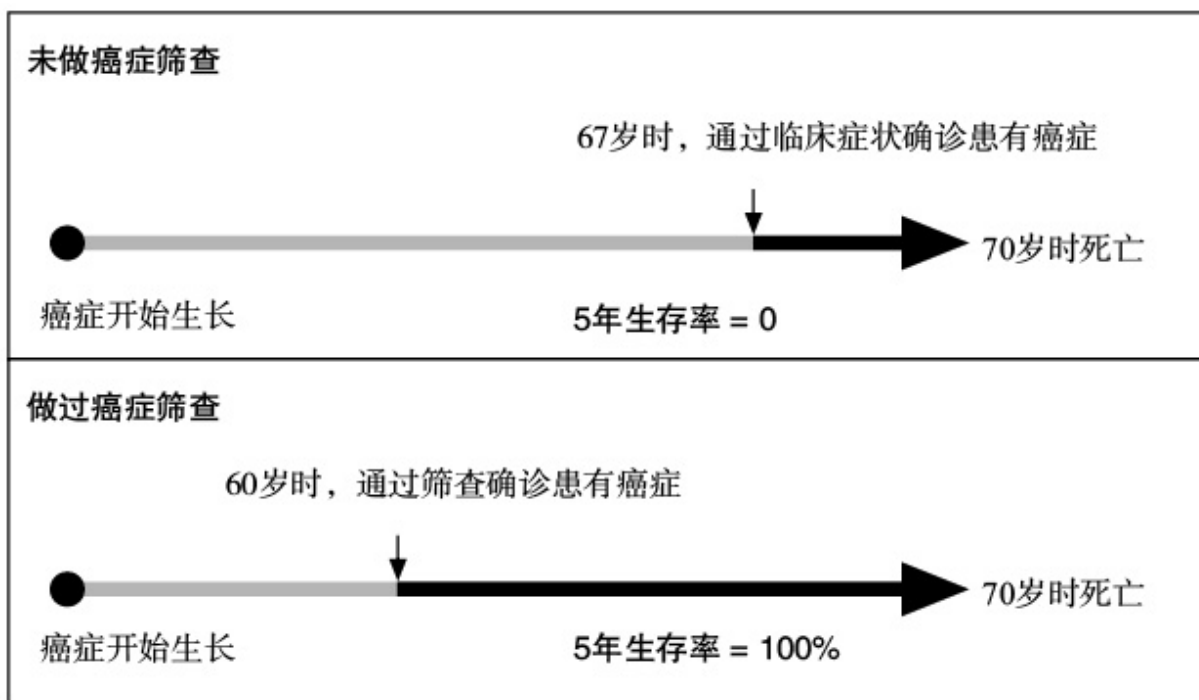 未做癌症筛查
67岁时，通过临床症状确诊患有癌症
70岁时死亡
癌症开始生长
5年生存率 = 0
做过癌症筛查
60岁时，通过筛查确诊患有癌症
70岁时死亡
癌症开始生长
5年生存率 = 100%